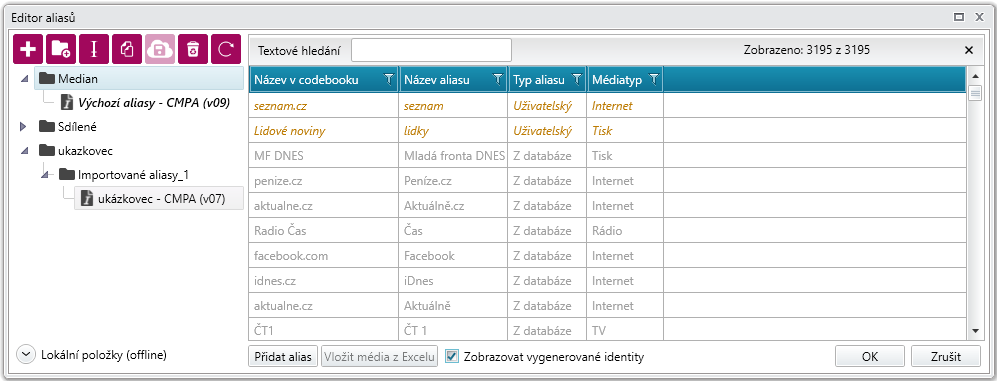 Editor aliasů
Textové hledání
Zobrazeno: 3195 z 3195
Median
Výchozí aliasy - CMPA (v09)
Sdílené
ukazkovec
Importované aliasy_1
ukázkovec - CMPA (v07)
Lokální položky (offline)
Název v codebooku Název aliasu Typ aliasu Médiatyp
seznam.cz seznam Uživatelský Internet
Lidové noviny lidky Uživatelský Tisk
MF DNES Mladá fronta DNES Z databáze Tisk
penize.cz Peníze.cz Z databáze Internet
aktualne.cz Aktuálně.cz Z databáze Internet
Radio Čas Čas Z databáze Rádio
facebook.com Facebook Z databáze Internet
idnes.cz iDnes Z databáze Internet
aktualne.cz Aktuálně Z databáze Internet
ČT1 ČT 1 Z databáze TV
Přidat alias Vložit média z Excelu Zobrazovat vygenerované identity OK Zrušit